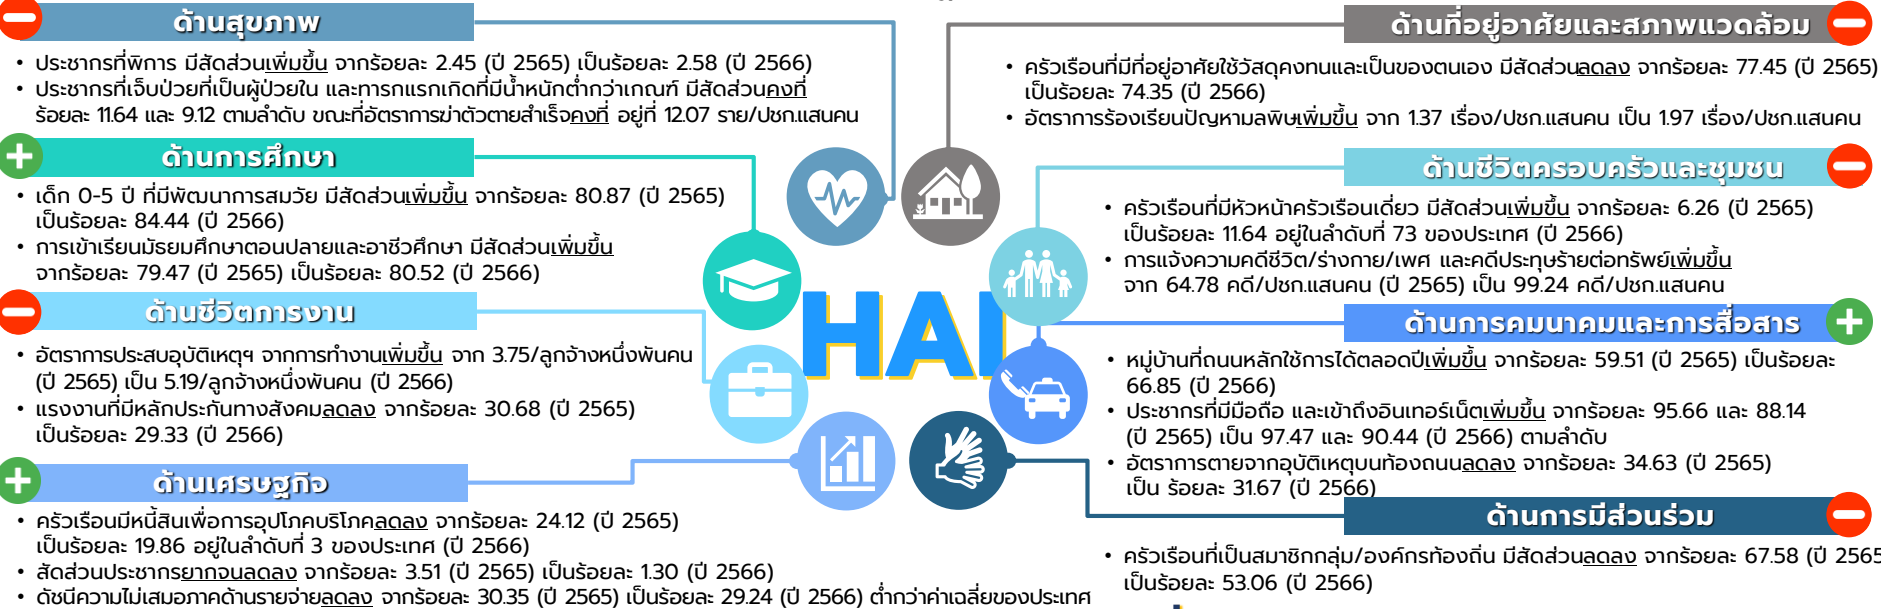 ด้านสุขภาพ
• ประชากรที่พิการ มีสัดส่วนเพิ่มขึ้น จากร้อยละ 2.45 (ปี 2565) เป็นร้อยละ 2.58 (ปี 2566)
• ประชากรที่เจ็บป่วยที่เป็นผู้ป่วยใน และทารกแรกเกิดที่มีน้ำหนักต่ำกว่าเกณฑ์ มีสัดส่วนคงที่
ร้อยละ 11.64 และ 9.12 ตามลำดับ ขณะที่อัตราการฆ่าตัวตายสำเร็จคงที่ อยู่ที่ 12.07 ราย/ปชก.แสนคน
ด้านการศึกษา
• เด็ก 0-5 ปี ที่มีพัฒนาการสมวัย มีสัดส่วนเพิ่มขึ้น จากร้อยละ 80.87 (ปี 2565)
เป็นร้อยละ 84.44 (ปี 2566)
• การเข้าเรียนมัธยมศึกษาตอนปลายและอาชีวศึกษา มีสัดส่วนเพิ่มขึ้น
จากร้อยละ 79.47 (ปี 2565) เป็นร้อยละ 80.52 (ปี 2566)
ด้านชีวิตการงาน
• อัตราการประสบอุบัติเหตุฯ จากการทำงานเพิ่มขึ้น จาก 3.75/ลูกจ้างหนึ่งพันคน
(ปี 2565) เป็น 5.19/ลูกจ้างหนึ่งพันคน (ปี 2566)
• แรงงานที่มีหลักประกันทางสังคมลดลง จากร้อยละ 30.68 (ปี 2565)
เป็นร้อยละ 29.33 (ปี 2566)
ด้านเศรษฐกิจ
• ครัวเรือนมีหนี้สินเพื่อการอุปโภคบริโภคลดลง จากร้อยละ 24.12 (ปี 2565)
เป็นร้อยละ 19.86 อยู่ในลำดับที่ 3 ของประเทศ (ปี 2566)
• สัดส่วนประชากรยากจนลดลง จากร้อยละ 3.51 (ปี 2565) เป็นร้อยละ 1.30 (ปี 2566)
• ดัชนีความไม่เสมอภาคด้านรายจ่ายลดลง จากร้อยละ 30.35 (ปี 2565) เป็นร้อยละ 29.24 (ปี 2566) ต่ำกว่าค่าเฉลี่ยของประเทศ
HAI
ด้านที่อยู่อาศัยและสภาพแวดล้อม
• ครัวเรือนที่มีที่อยู่อาศัยใช้วัสดุคงทนและเป็นของตนเอง มีสัดส่วนลดลง จากร้อยละ 77.45 (ปี 2565)
เป็นร้อยละ 74.35 (ปี 2566)
• อัตราการร้องเรียนปัญหามลพิษเพิ่มขึ้น จาก 1.37 เรื่อง/ปชก.แสนคน เป็น 1.97 เรื่อง/ปชก.แสนคน
ด้านชีวิตครอบครัวและชุมชน
• ครัวเรือนที่มีหัวหน้าครัวเรือนเดี่ยว มีสัดส่วนเพิ่มขึ้น จากร้อยละ 6.26 (ปี 2565)
เป็นร้อยละ 11.64 อยู่ในลำดับที่ 73 ของประเทศ (ปี 2566)
• การแจ้งความคดีชีวิต/ร่างกาย/เพศ และคดีประทุษร้ายต่อทรัพย์เพิ่มขึ้น
จาก 64.78 คดี/ปชก.แสนคน (ปี 2565) เป็น 99.24 คดี/ปชก.แสนคน
ด้านการคมนาคมและการสื่อสาร
• หมู่บ้านที่ถนนหลักใช้การได้ตลอดปีเพิ่มขึ้น จากร้อยละ 59.51 (ปี 2565) เป็นร้อยละ
66.85 (ปี 2566)
• ประชากรที่มีมือถือ และเข้าถึงอินเทอร์เน็ตเพิ่มขึ้น จากร้อยละ 95.66 และ 88.14
(ปี 2565) เป็น 97.47 และ 90.44 (ปี 2566) ตามลำดับ
• อัตราการตายจากอุบัติเหตุบนท้องถนนลดลง จากร้อยละ 34.63 (ปี 2565)
เป็น ร้อยละ 31.67 (ปี 2566)
ด้านการมีส่วนร่วม
• ครัวเรือนที่เป็นสมาชิกกลุ่ม/องค์กรท้องถิ่น มีสัดส่วนลดลง จากร้อยละ 67.58 (ปี 2565
เป็นร้อยละ 53.06 (ปี 2566)